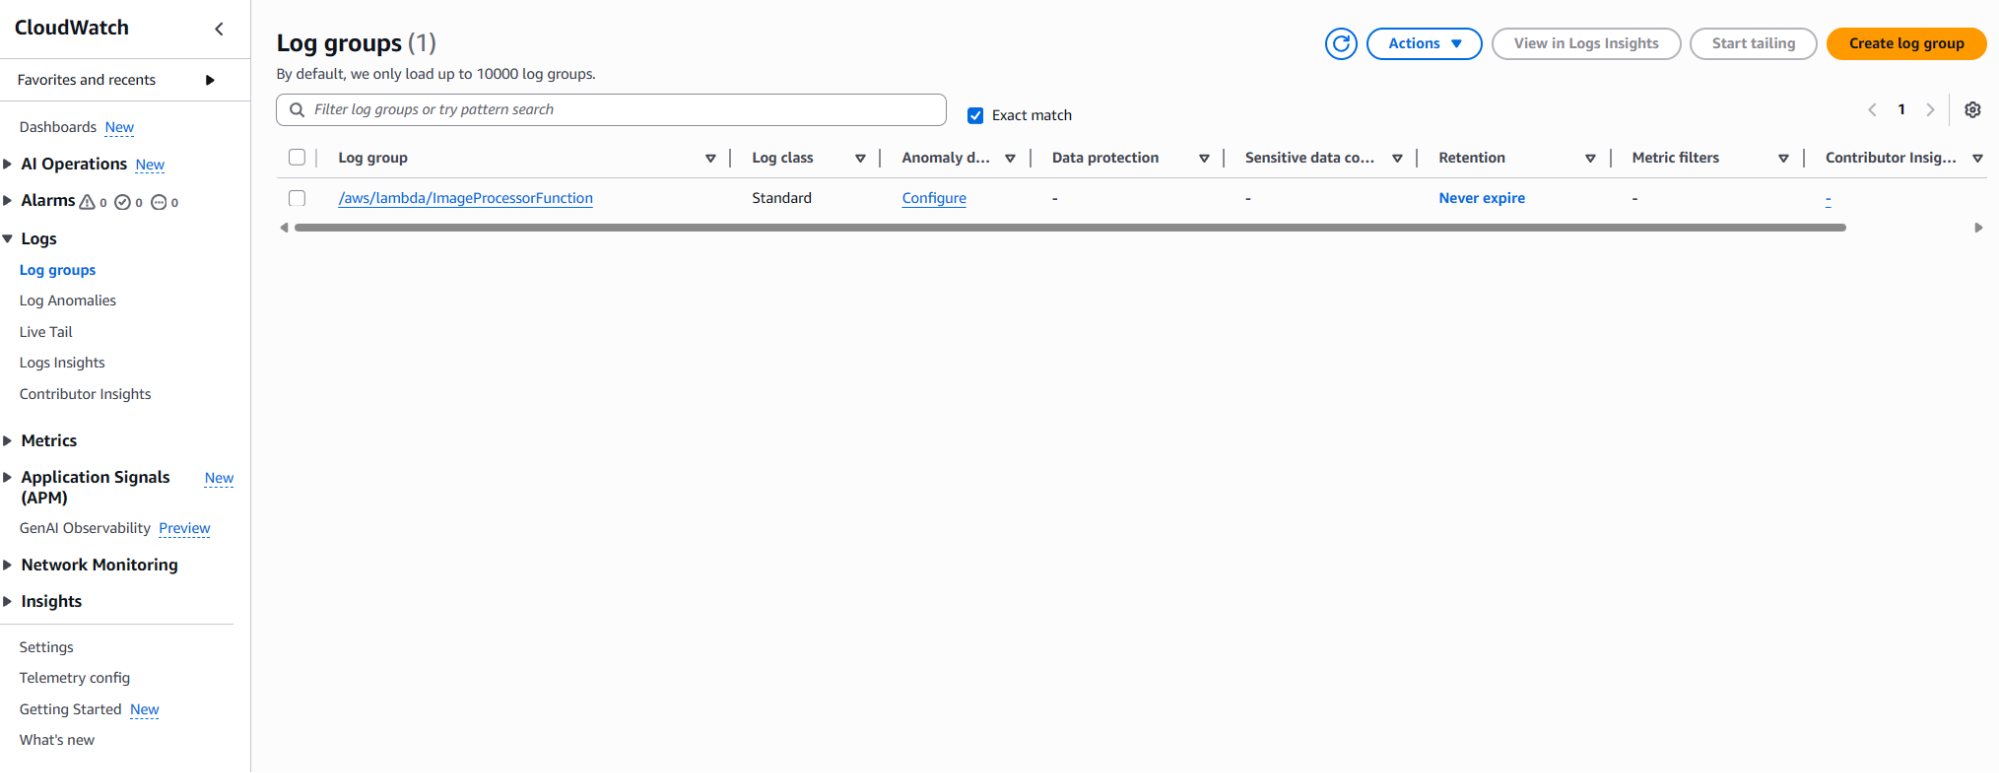 CloudWatch
Favorites and recents
Dashboards New
AI Operations New
Alarms 0 0 0
Logs
Log groups
Log Anomalies
Live Tail
Logs Insights
Contributor Insights
Metrics
Application Signals New
(APM)
GenAI Observability Preview
Network Monitoring
Insights
Settings
Telemetry config
Getting Started New
What's new
Log groups (1)
By default, we only load up to 10000 log groups.
Actions View in Logs Insights Start tailing Create log group
Filter log groups or try pattern search
Exact match
1
Log group Log class Anomaly d... Data protection Sensitive data co... Retention Metric filters Contributor Insig...
/aws/lambda/ImageProcessorFunction Standard Configure - - Never expire - -